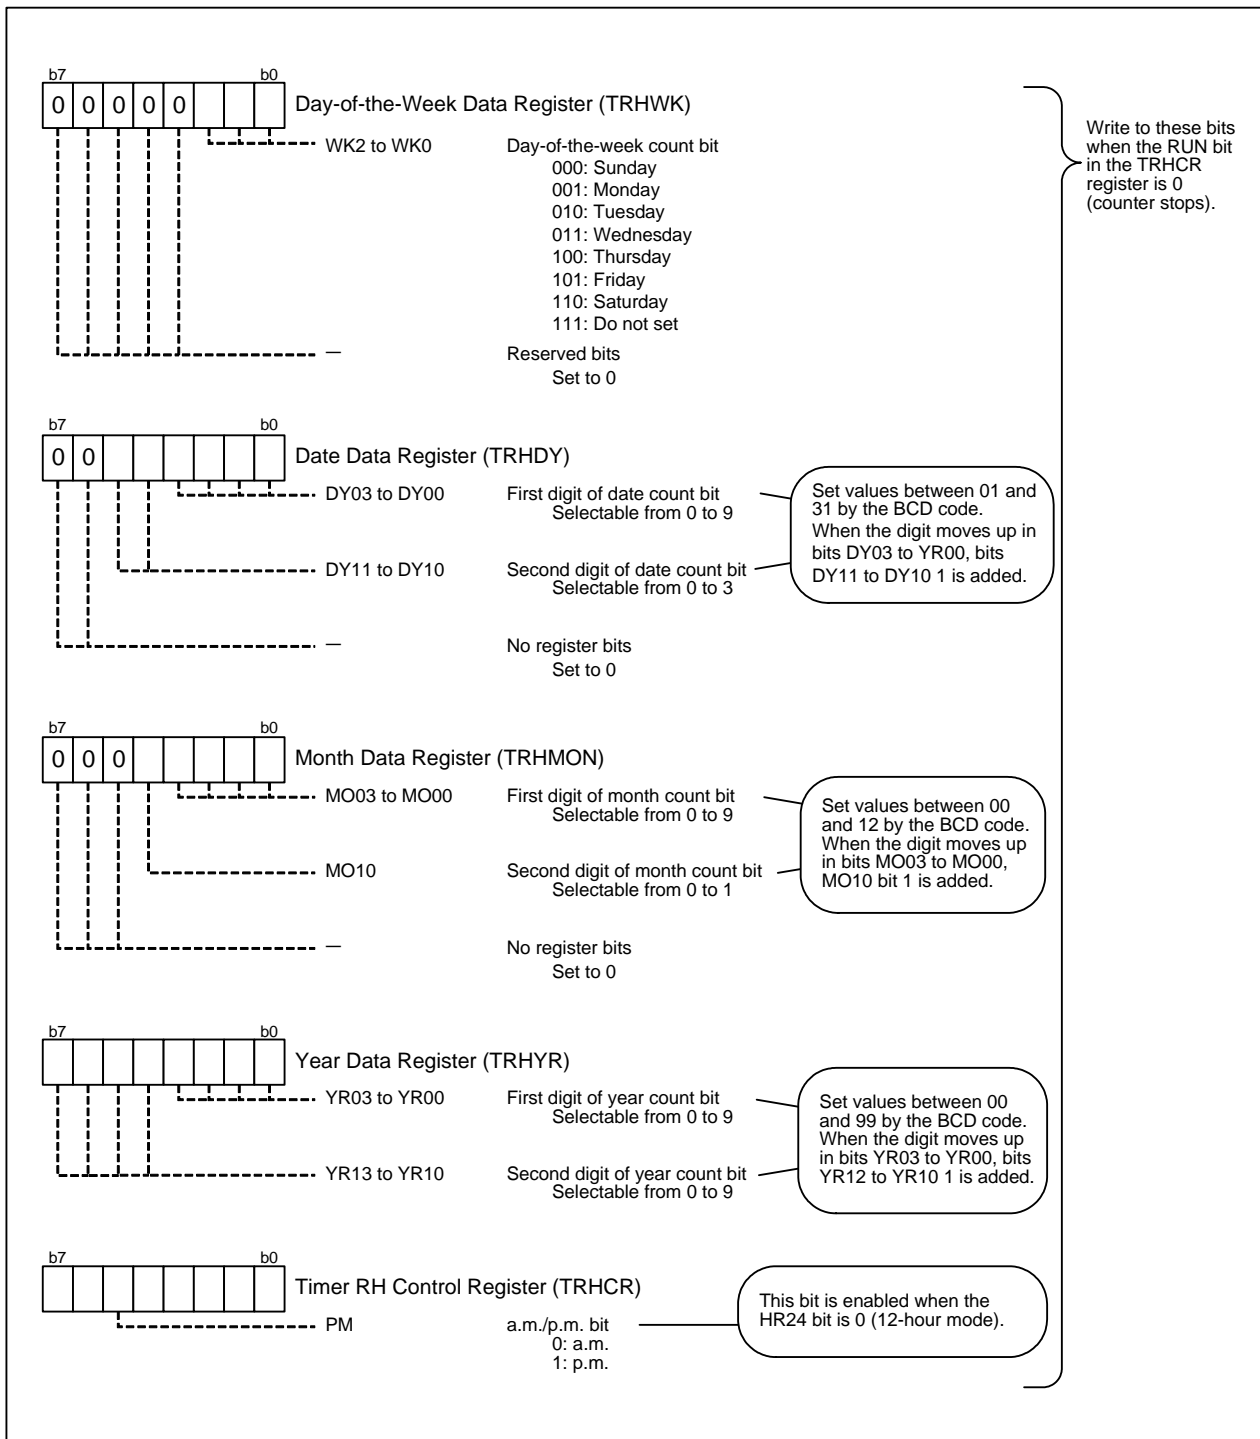 b7 b0
0 0 0 0 0 Day-of-the-Week Data Register (TRHWK)
WK2 to WK0 Day-of-the-week count bit
000: Sunday
001: Monday
010: Tuesday
011: Wednesday
100: Thursday
101: Friday
110: Saturday
111: Do not set
— Reserved bits
Set to 0
Write to these bits
when the RUN bit
in the TRHCR
register is 0
(counter stops).
b7 b0
0 0 Date Data Register (TRHDY)
DY03 to DY00 First digit of date count bit
Selectable from 0 to 9
DY11 to DY10 Second digit of date count bit
Selectable from 0 to 3
— No register bits
Set to 0
Set values between 01 and
31 by the BCD code.
When the digit moves up in
bits DY03 to YR00, bits
DY11 to DY10 1 is added.
b7 b0
0 0 0 Month Data Register (TRHMON)
MO03 to MO00 First digit of month count bit
Selectable from 0 to 9
MO10 Second digit of month count bit
Selectable from 0 to 1
— No register bits
Set to 0
Set values between 00
and 12 by the BCD code.
When the digit moves up
in bits MO03 to MO00,
MO10 bit 1 is added.
b7 b0
Year Data Register (TRHYR)
YR03 to YR00 First digit of year count bit
Selectable from 0 to 9
YR13 to YR10 Second digit of year count bit
Selectable from 0 to 9
Set values between 00
and 99 by the BCD code.
When the digit moves up
in bits YR03 to YR00, bits
YR12 to YR10 1 is added.
b7 b0
Timer RH Control Register (TRHCR)
PM a.m./p.m. bit
0: a.m.
1: p.m.
This bit is enabled when the
HR24 bit is 0 (12-hour mode).